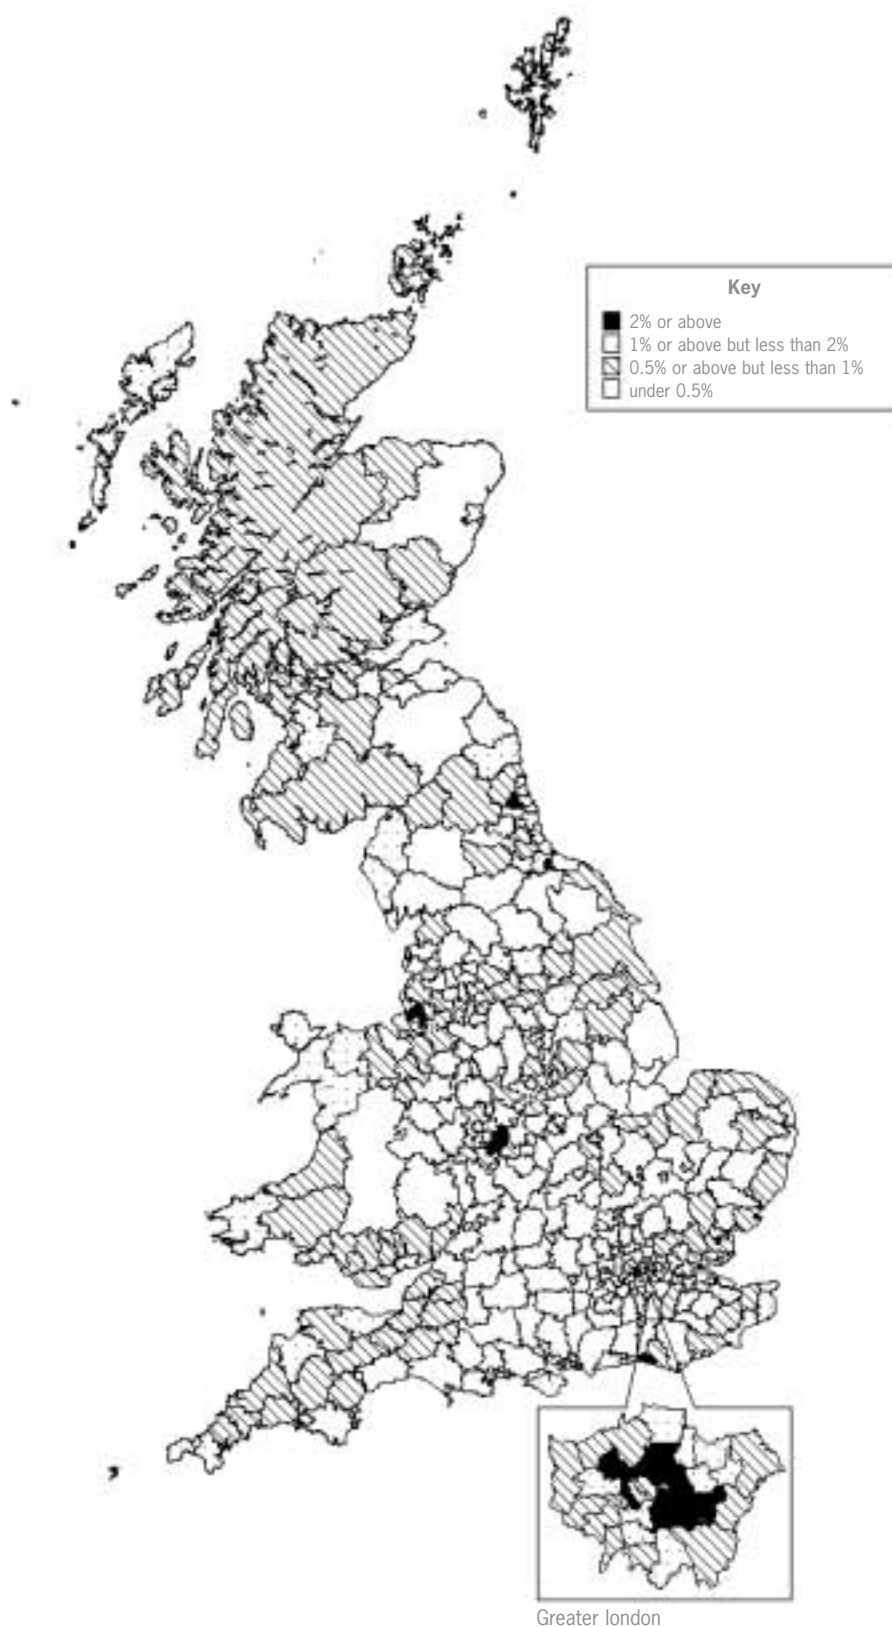 Key
2% or above
1% or above but less than 2%
0.5% or above but less than 1%
under 0.5%
Greater london